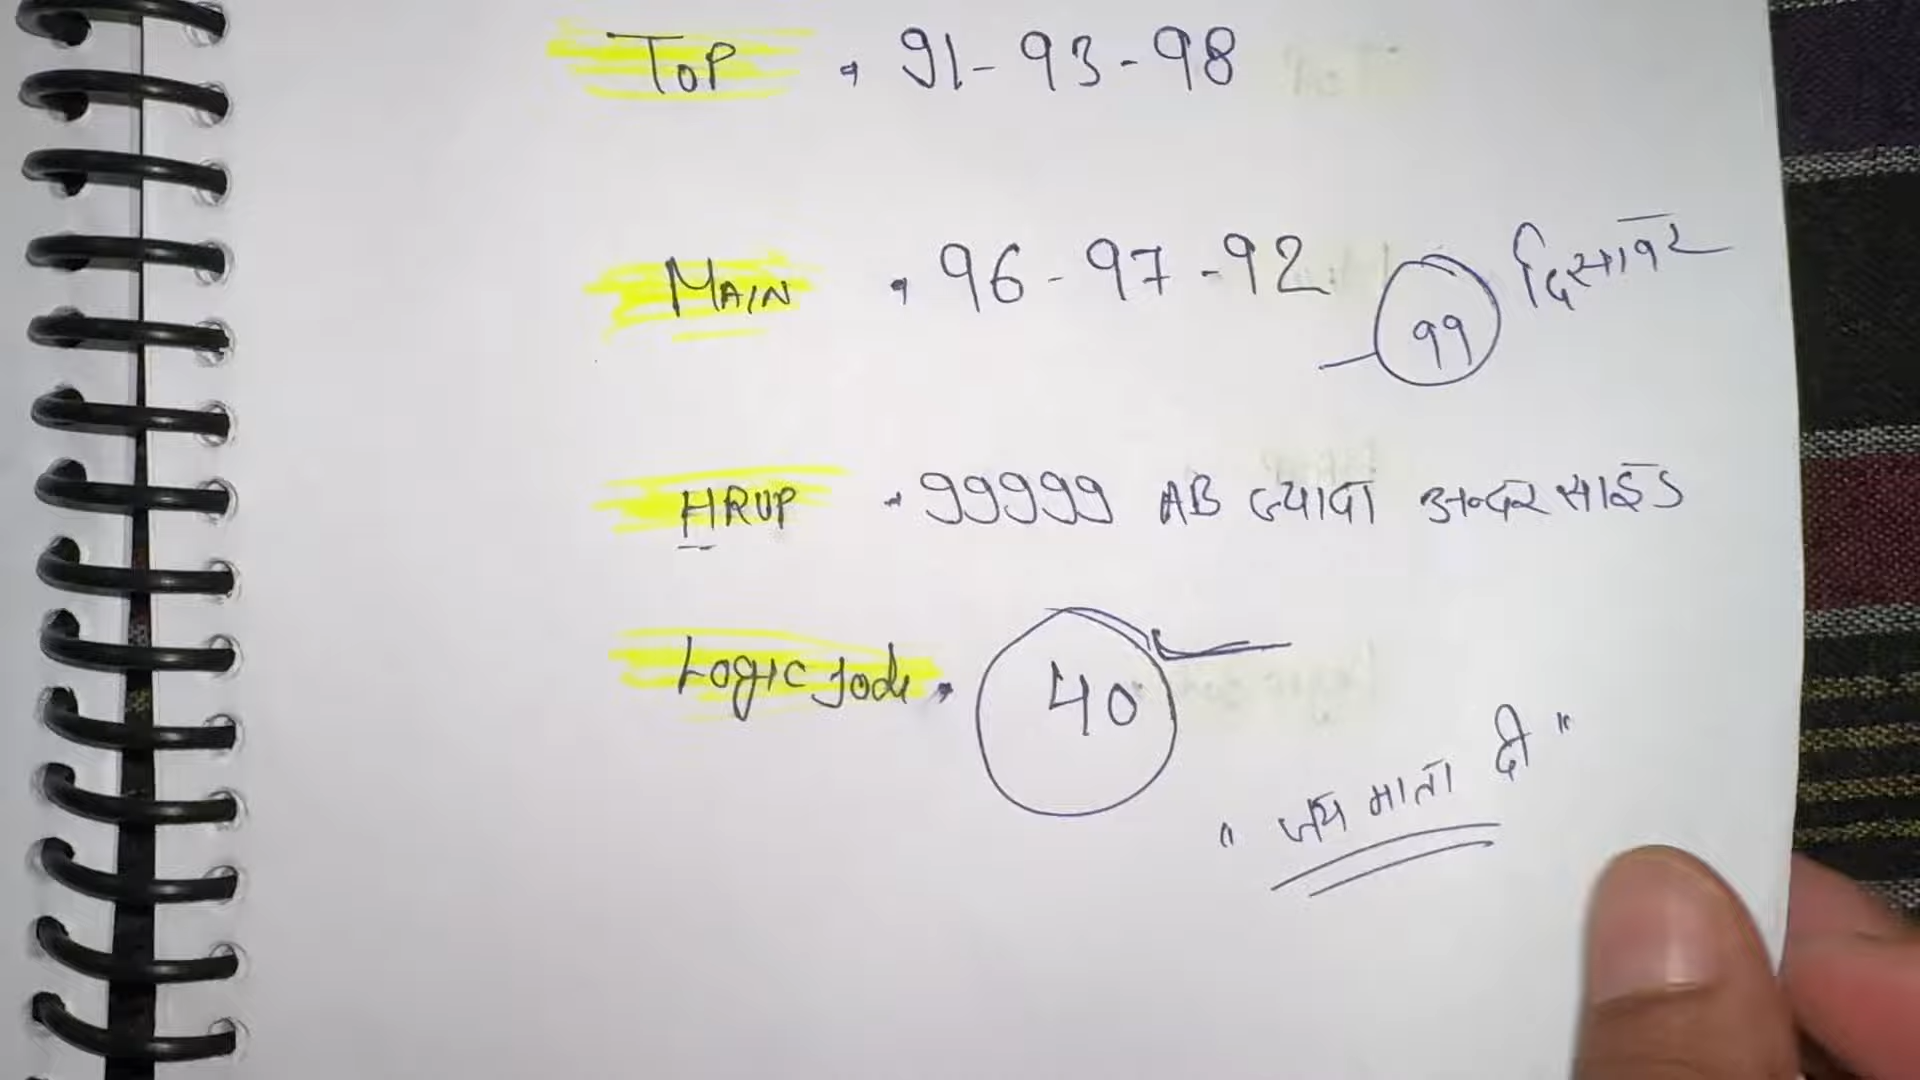 TOP • 91-93-98
MAIN • 96-97-92 99 दिसावर
HRUP • 99999 AB ज्यादा अन्दर साईड
Logic Jodi • 40
"जय माता दी"